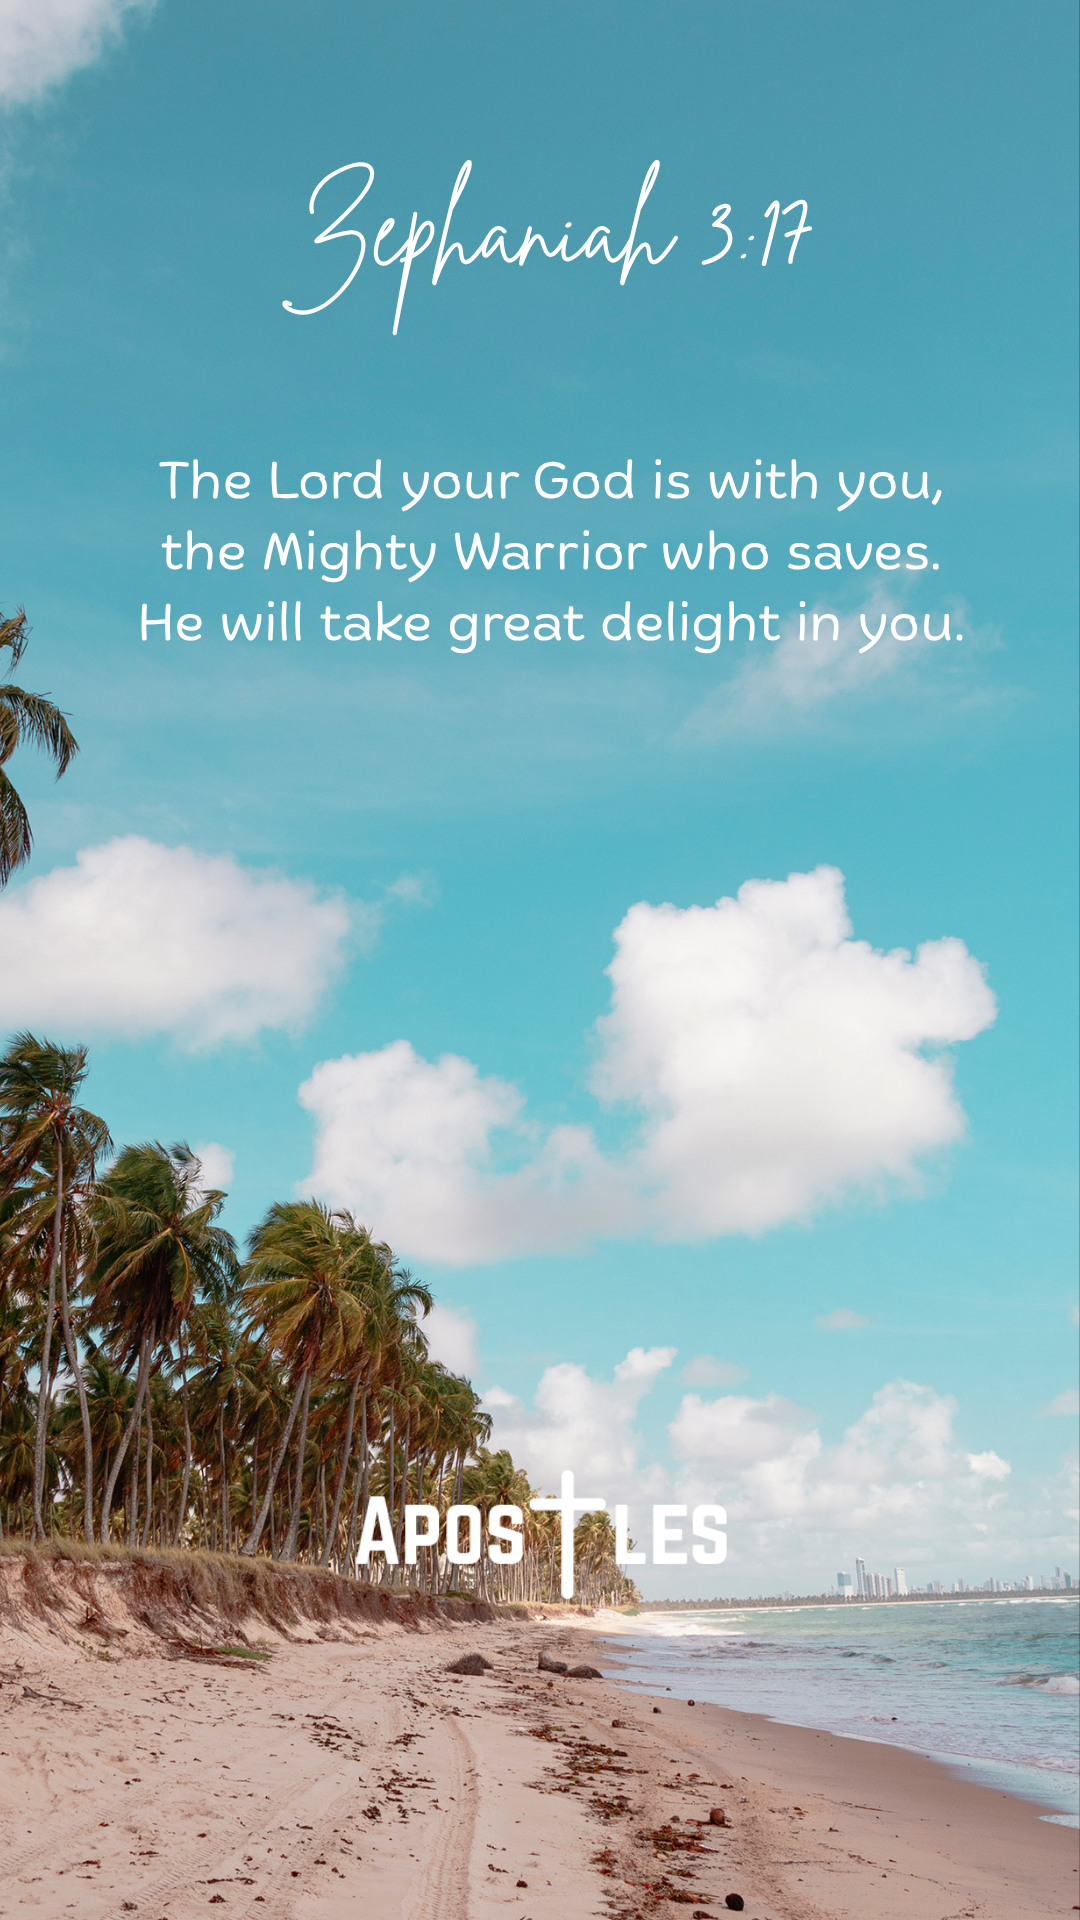 Zephaniah 3:17
The Lord your God is with you,
the Mighty Warrior who saves.
He will take great delight in you.
APOSTLES